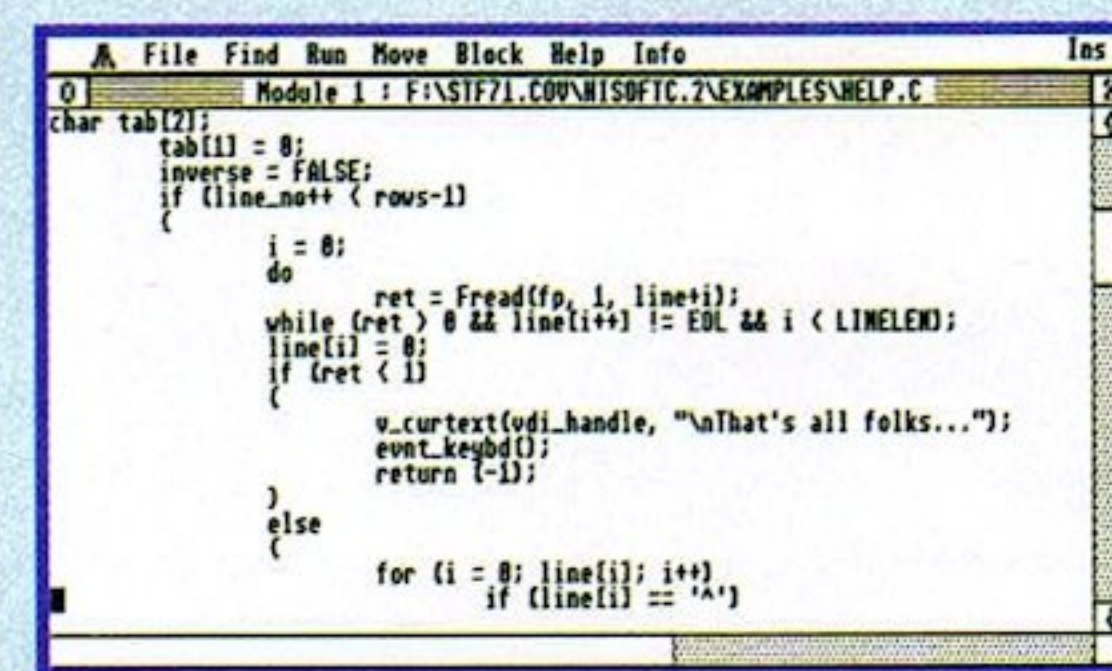 File Find Run Move Block Help Info Ins
Module 1 : F:\STF71.COV\HISOFTC.2\EXAMPLES\HELP.C
char tab[2];
tab[1] = 0;
inverse = FALSE;
if (line_no++ < rows-1)
{
i = 0;
do
ret = Fread(fp, 1, line+i);
while (ret > 0 && line[i++] != EOL && i < LINELEN);
line[i] = 0;
if (ret < 1)
{
v_curtext(vdi_handle, "\nThat's all folks...");
evnt_keybd();
return (-1);
}
else
{
for (i = 0; line[i]; i++)
if (line[i] == '^')